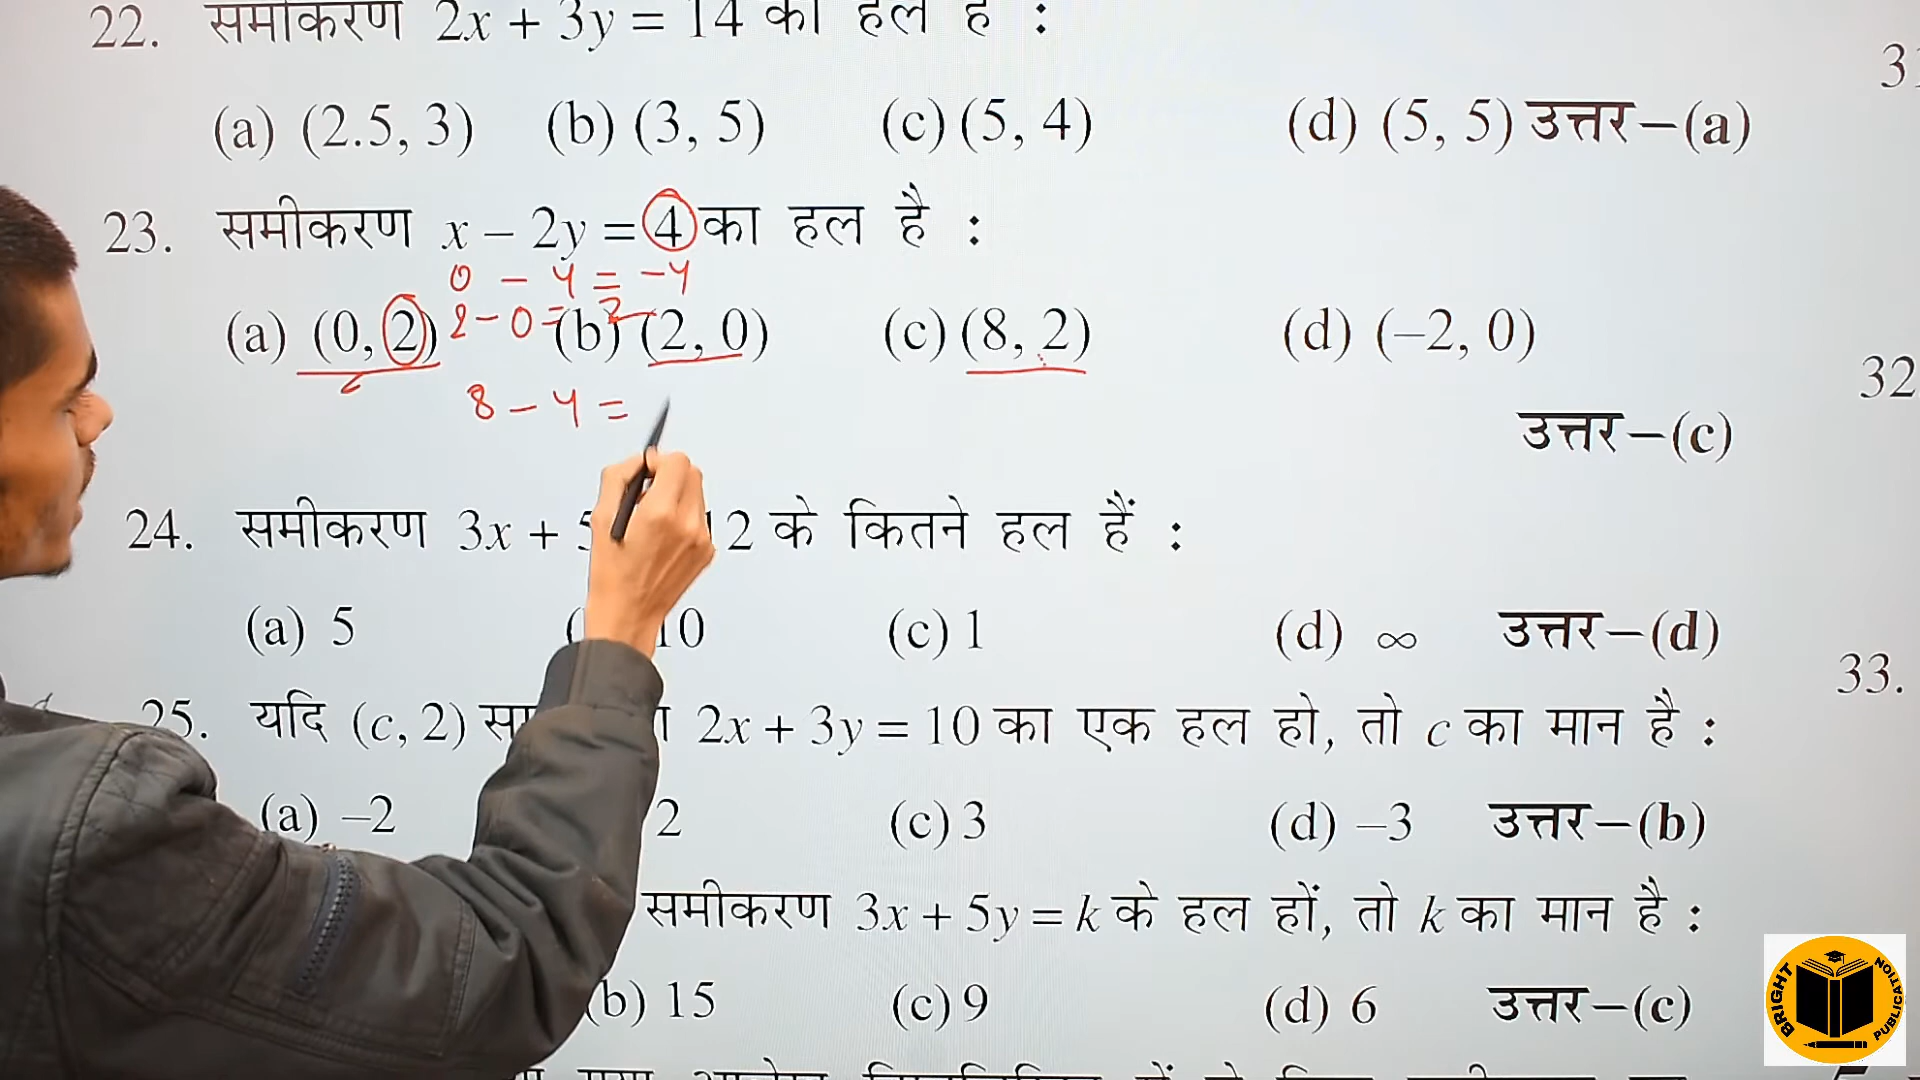 22. समीकरण 2x + 3y = 14 का हल है :
31
(a) (2.5, 3) (b) (3, 5) (c) (5, 4) (d) (5, 5) उत्तर–(a)
23. समीकरण x – 2y = 4 का हल है :
0 – 4 = –4
(a) (0, 2) 2 – 0 = 2 (b) (2, 0) (c) (8, 2) (d) (–2, 0)
32
8 – 4 =
उत्तर–(c)
24. समीकरण 3x + 5 12 के कितने हल हैं :
(a) 5 10 (c) 1 (d) ∞ उत्तर–(d)
33.
25. यदि (c, 2) 2x + 3y = 10 का एक हल हो, तो c का मान है :
(a) –2 2 (c) 3 (d) –3 उत्तर–(b)
समीकरण 3x + 5y = k के हल हों, तो k का मान है :
(b) 15 (c) 9 (d) 6 उत्तर–(c)
BRIGHT PUBLICATION